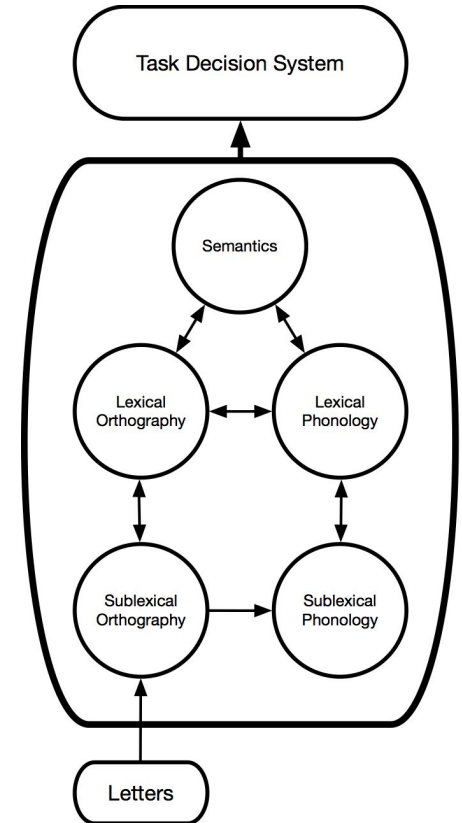 Task Decision System
Semantics
Lexical
Orthography
Lexical
Phonology
Sublexical
Orthography
Sublexical
Phonology
Letters